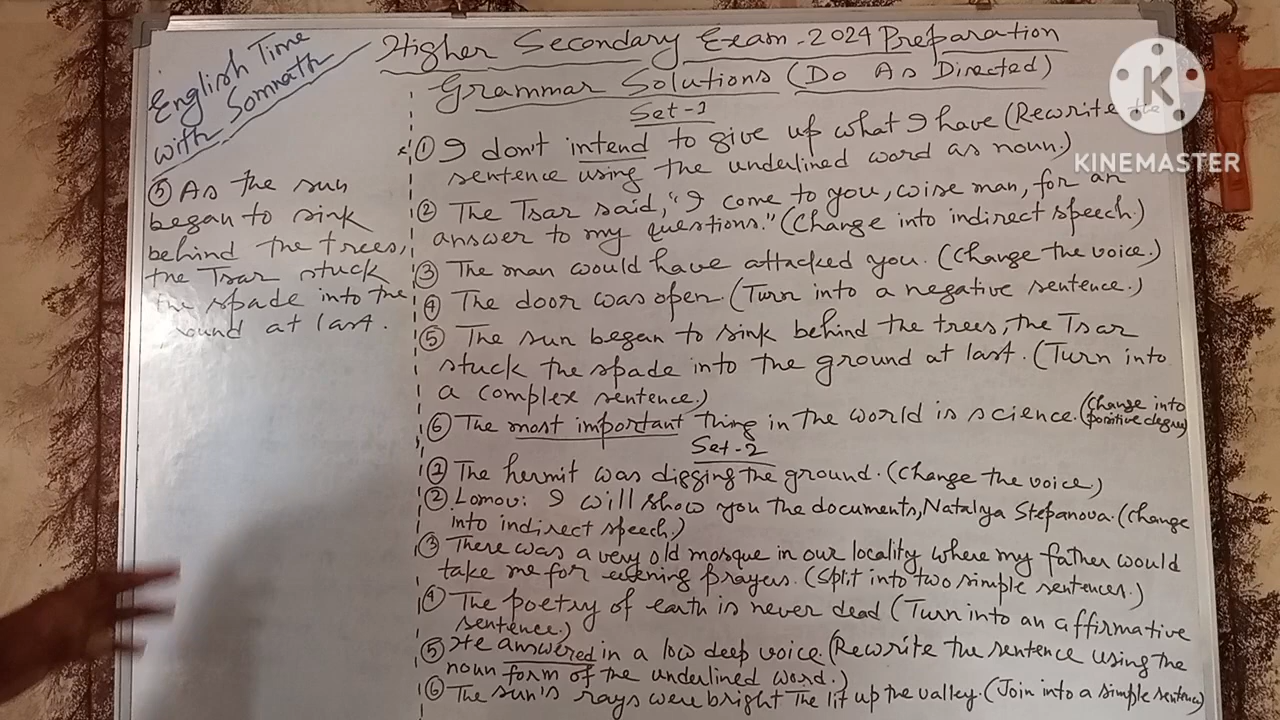 English Time
with Somnath
Higher Secondary Exam-2024 Preparation
Grammar Solutions (Do As Directed)
⑤ As the sun
began to sink
behind the trees,
the Tsar stuck
the spade into the
ound at last.
Set-1
① I don't intend to give up what I have (Rewrite the
sentence using the underlined word as noun.)
② The Tsar said, "I come to you, wise man, for an
answer to my questions." (Change into indirect speech.)
③ The man would have attacked you. (Change the voice.)
④ The door was open. (Turn into a negative sentence.)
⑤ The sun began to sink behind the trees, the Tsar
stuck the spade into the ground at last. (Turn into
a complex sentence.)
⑥ The most important thing in the world is science. (Change into
positive degree)
Set-2
① The hermit was digging the ground. (Change the voice)
② Lomov: I will show you the documents, Natalya Stepanova. (Change
into indirect speech.)
③ There was a very old mosque in our locality where my father would
take me for evening prayers. (Split into two simple sentences.)
④ The poetry of earth is never dead (Turn into an affirmative
sentence.)
⑤ He answered in a low deep voice. (Rewrite the sentence using the
noun form of the underlined word.)
⑥ The sun's rays were bright. The lit up the valley. (Join into a simple sentence)
K
KINEMASTER